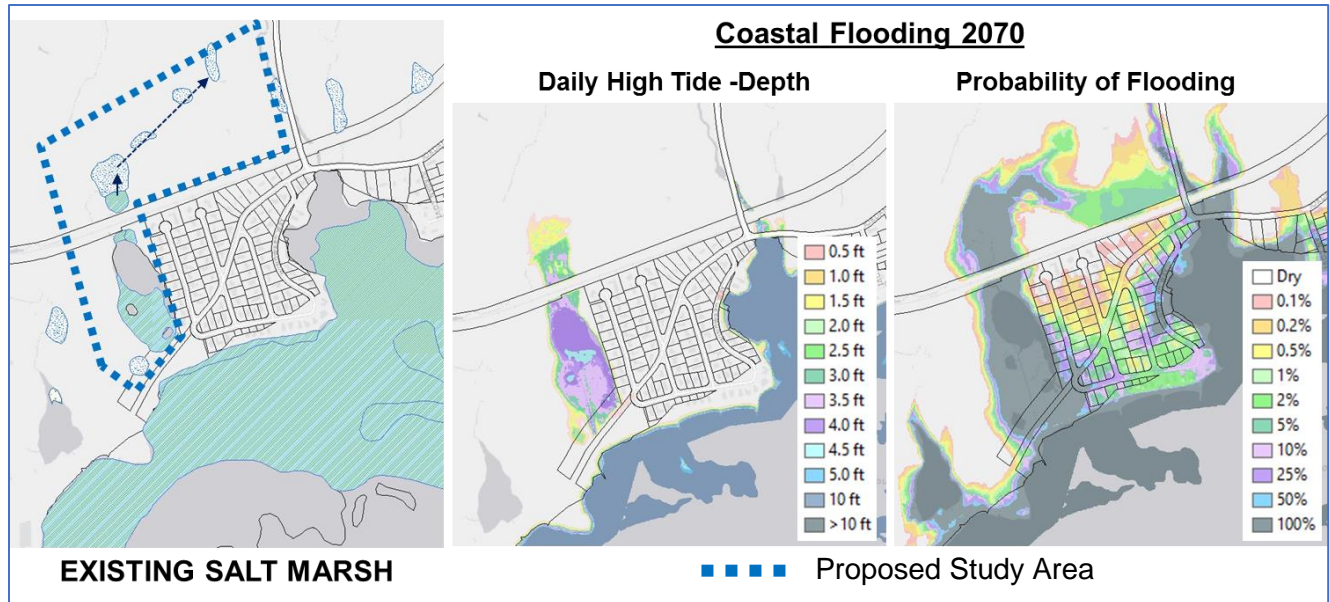 Coastal Flooding 2070
Daily High Tide -Depth
Probability of Flooding
0.5 ft
1.0 ft
1.5 ft
2.0 ft
2.5 ft
3.0 ft
3.5 ft
4.0 ft
4.5 ft
5.0 ft
10 ft
>10 ft
Dry
0.1%
0.2%
0.5%
1%
2%
5%
10%
25%
50%
100%
EXISTING SALT MARSH
Proposed Study Area